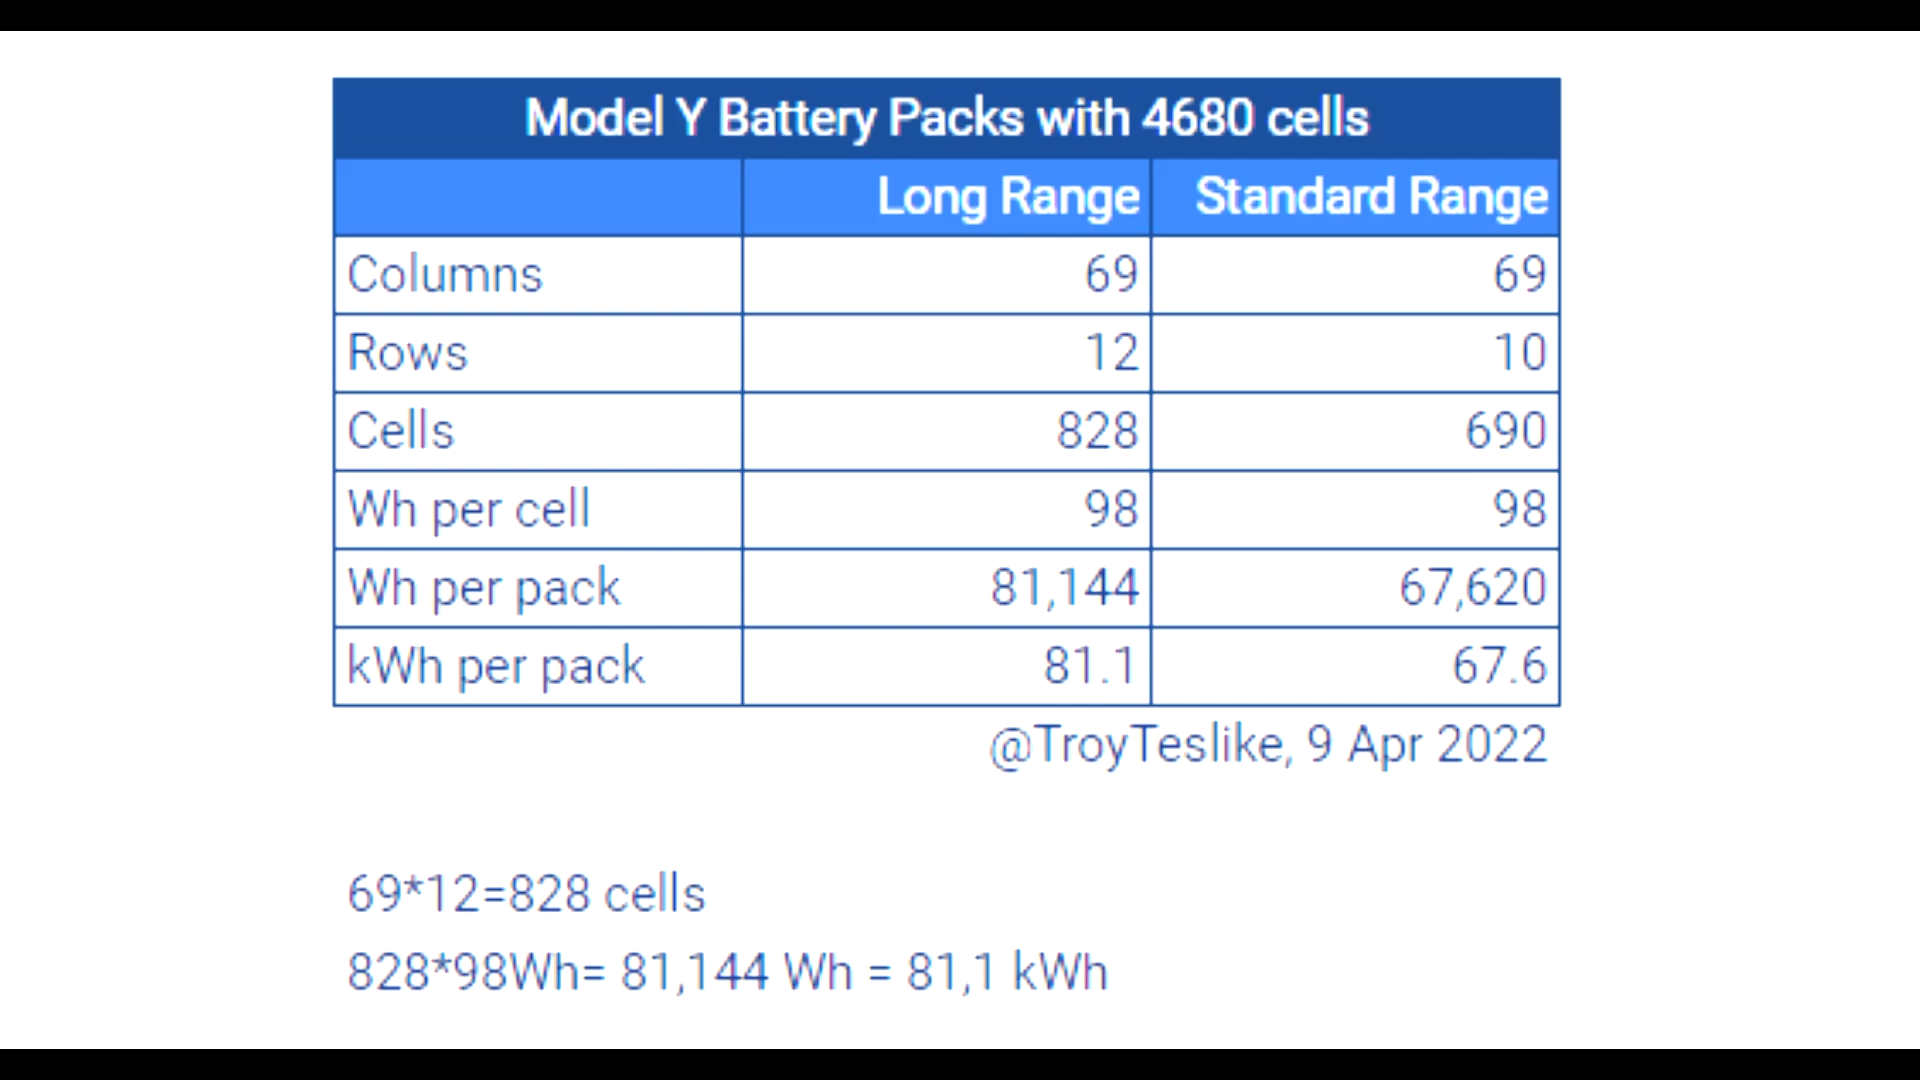 Model Y Battery Packs with 4680 cells
Long Range Standard Range
Columns 69 69
Rows 12 10
Cells 828 690
Wh per cell 98 98
Wh per pack 81,144 67,620
kWh per pack 81.1 67.6
@TroyTeslike, 9 Apr 2022
69*12=828 cells
828*98Wh= 81,144 Wh = 81,1 kWh